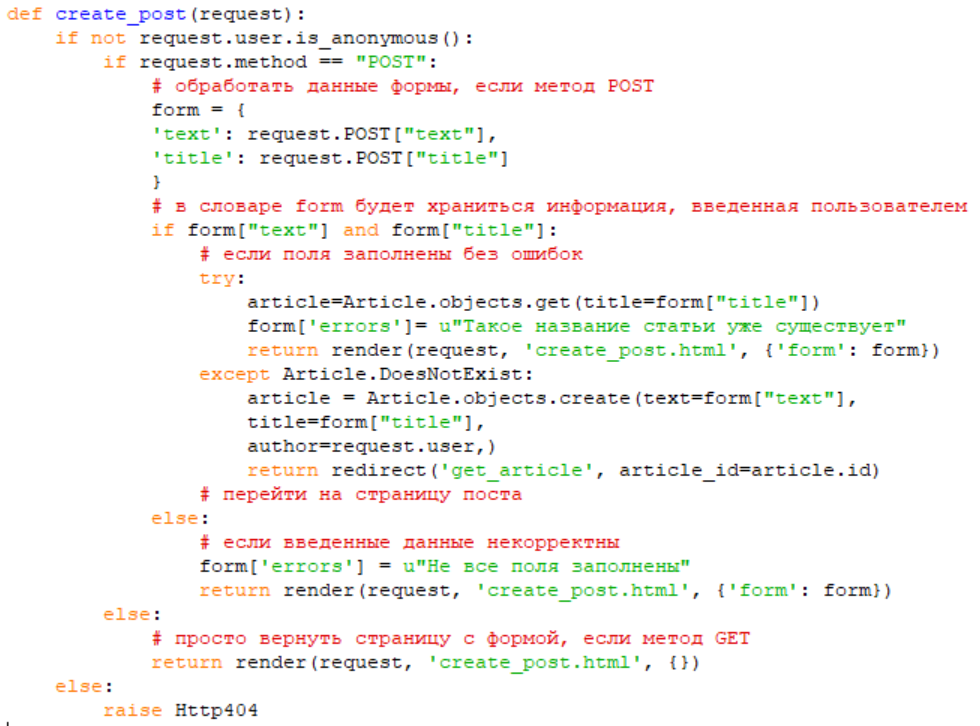 def create_post(request):
    if not request.user.is_anonymous():
        if request.method == "POST":
            # обработать данные формы, если метод POST
            form = {
            'text': request.POST["text"],
            'title': request.POST["title"]
            }
            # в словаре form будет храниться информация, введенная пользователем
            if form["text"] and form["title"]:
                # если поля заполнены без ошибок
                try:
                    article=Article.objects.get(title=form["title"])
                    form['errors']= u"Такое название статьи уже существует"
                    return render(request, 'create_post.html', {'form': form})
                except Article.DoesNotExist:
                    article = Article.objects.create(text=form["text"],
                    title=form["title"],
                    author=request.user,)
                    return redirect('get_article', article_id=article.id)
                # перейти на страницу поста
            else:
                # если введенные данные некорректны
                form['errors'] = u"Не все поля заполнены"
                return render(request, 'create_post.html', {'form': form})
        else:
            # просто вернуть страницу с формой, если метод GET
            return render(request, 'create_post.html', {})
    else:
        raise Http404